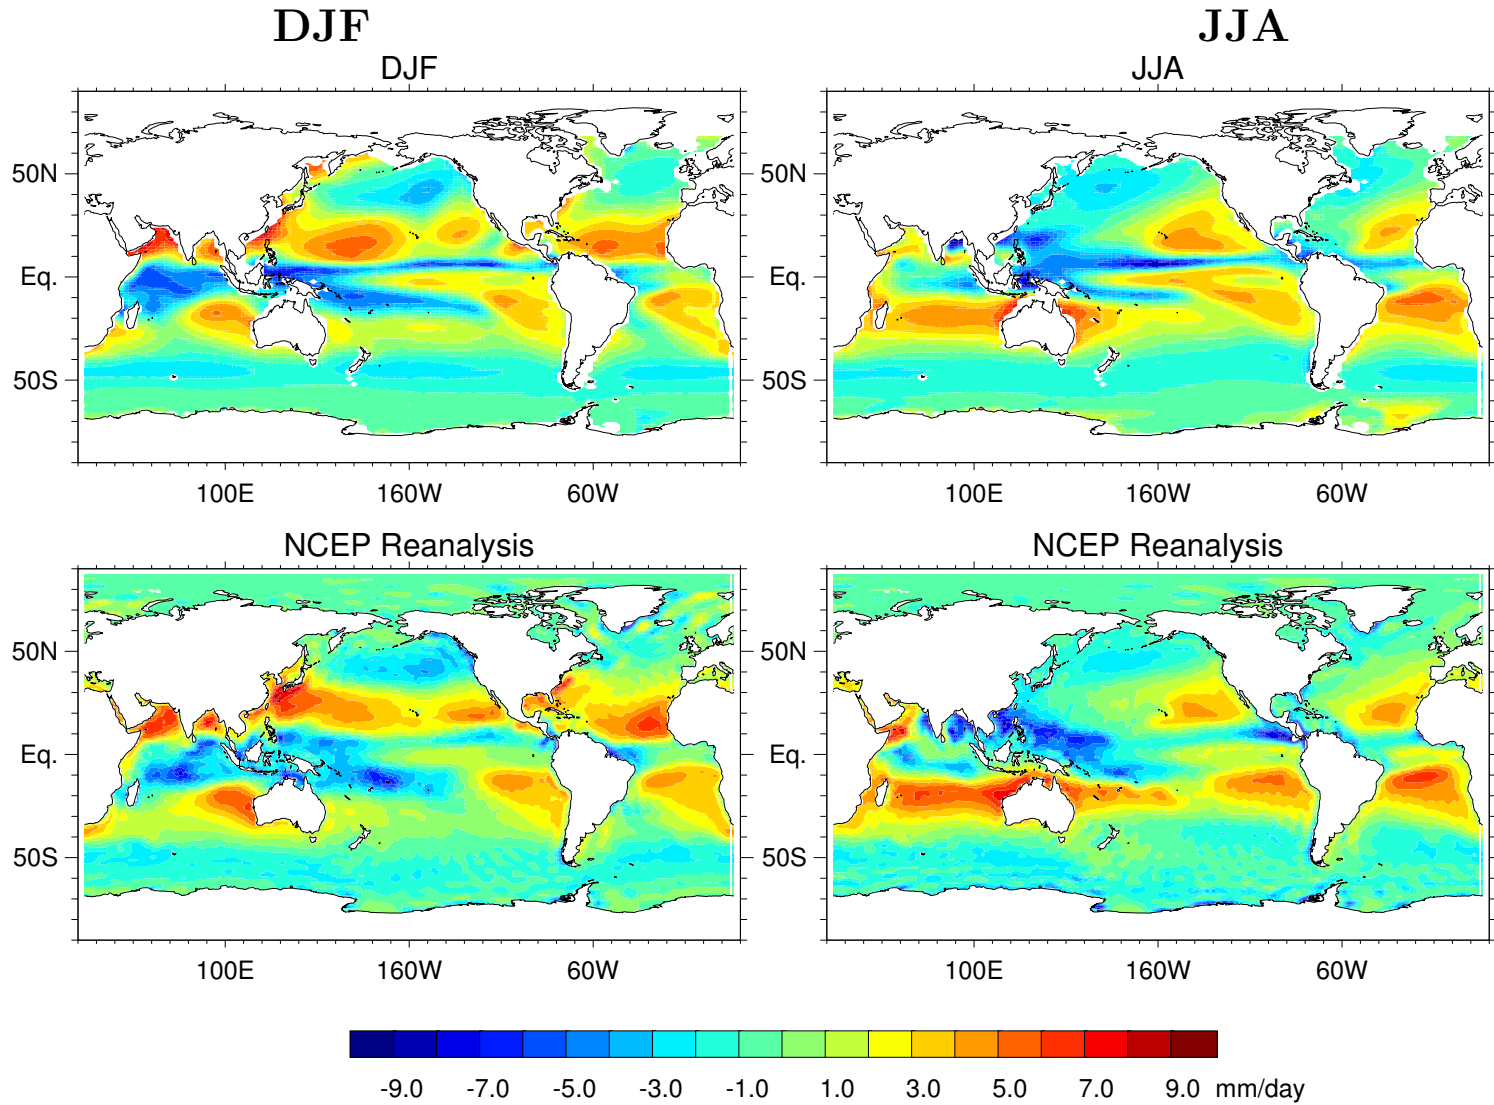 DJF JJA
DJF JJA
50N 50N
Eq. Eq.
50S 50S
100E 160W 60W 100E 160W 60W
NCEP Reanalysis NCEP Reanalysis
50N 50N
Eq. Eq.
50S 50S
100E 160W 60W 100E 160W 60W
-9.0 -7.0 -5.0 -3.0 -1.0 1.0 3.0 5.0 7.0 9.0 mm/day